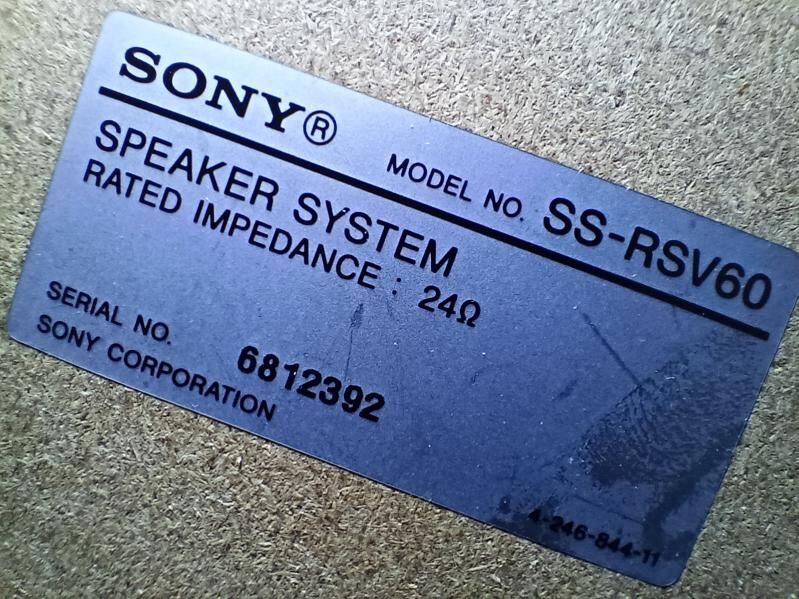 SONY®
MODEL NO. SS-RSV60
SPEAKER SYSTEM
RATED IMPEDANCE : 24Ω
SERIAL NO. 6812392
SONY CORPORATION
4-246-844-11